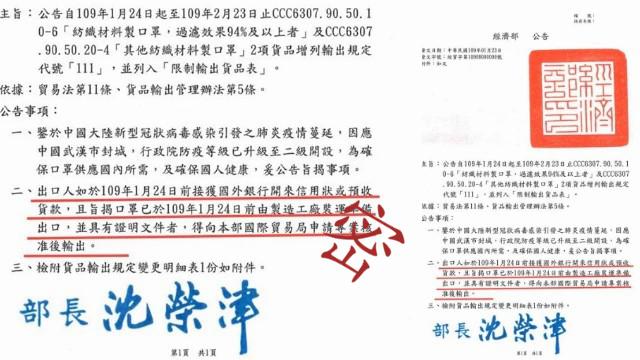 主旨：公告自109年1月24日起至109年2月23日止CCC6307.90.50.1
0-6「紡織材料製口罩，過濾效果94%及以上者」及CCC6307
.90.50.20-4「其他紡織材料製口罩」2項貨品增列輸出規定
代號「111」，並列入「限制輸出貨品表」。
依據：貿易法第11條、貨品輸出管理辦法第5條。
公告事項：
一、鑒於中國大陸新型冠狀病毒感染引發之肺炎疫情蔓延，因應
中國武漢市封城，行政院防疫等級已升級至二級開設，為確
保口罩供應國內所需，及確保國人健康，爰公告旨揭事項。
二、出口人如於109年1月24日前接獲國外銀行開來信用狀或預收
貨款，且旨揭口罩已於109年1月24日前由製造工廠裝運準備
出口，並具有證明文件者，得向本部國際貿易局申請專案核
准後輸出。
三、檢附貨品輸出規定變更明細表1份如附件。
密
部長 沈榮津
第1頁 共1頁
檔 號：
保存年限：
經濟部 公告
發文日期：中華民國109年01月23日
附件：如文
主旨：公告自109年1月24日起至109年2月23日止CCC6307.90.50.1
0-6「紡織材料製口罩，過濾效果94%及以上者」及CCC6307
.90.50.20-4「其他紡織材料製口罩」2項貨品增列輸出規定
代號「111」，並列入「限制輸出貨品表」。
依據：貿易法第11條、貨品輸出管理辦法第5條。
公告事項：
一、鑒於中國大陸新型冠狀病毒感染引發之肺炎疫情蔓延，因應
中國武漢市封城，行政院防疫等級已升級至二級開設，為確
保口罩供應國內所需，及確保國人健康，爰公告旨揭事項。
二、出口人如於109年1月24日前接獲國外銀行開來信用狀或預收
貨款，且旨揭口罩已於109年1月24日前由製造工廠裝運準備
出口，並具有證明文件者，得向本部國際貿易局申請專案核
准後輸出。
三、檢附貨品輸出規定變更明細表1份如附件。
部長 沈榮津
第1頁 共1頁